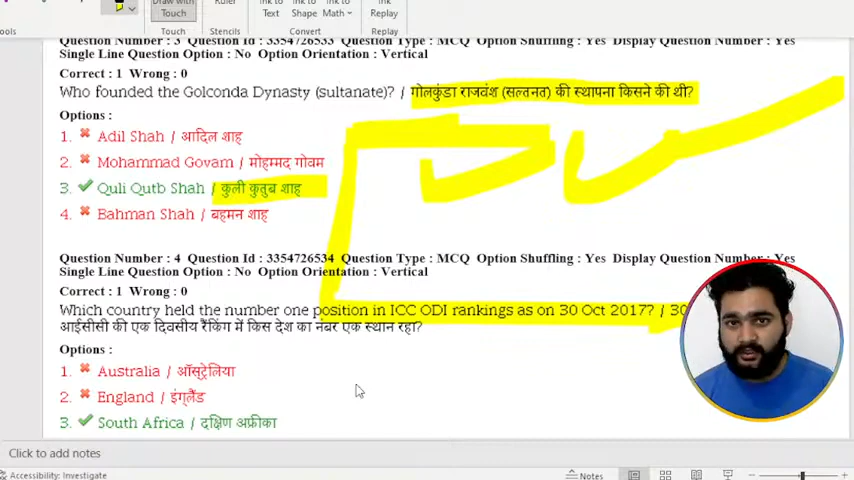 Draw with Ruler Ink to Ink to Ink to Ink
Touch Text Shape Math Replay
ools Touch Stencils Convert Replay
Question Number : 3 Question Id : 3354726533 Question Type : MCQ Option Shuffling : Yes Display Question Number : Yes
Single Line Question Option : No Option Orientation : Vertical
Correct : 1 Wrong : 0
Who founded the Golconda Dynasty (sultanate)? / गोलकुंडा राजवंश (सल्तनत) की स्थापना किसने की थी?
Options :
1. Adil Shah / आदिल शाह
2. Mohammad Govam / मोहम्मद गोवम
3. Quli Qutb Shah / कुली कुतुब शाह
4. Bahman Shah / बहमन शाह
Question Number : 4 Question Id : 3354726534 Question Type : MCQ Option Shuffling : Yes Display Question Number : Yes
Single Line Question Option : No Option Orientation : Vertical
Correct : 1 Wrong : 0
Which country held the number one position in ICC ODI rankings as on 30 Oct 2017? / 30
आईसीसी की एक दिवसीय रैंकिंग में किस देश का नंबर एक स्थान रहा?
Options :
1. Australia / ऑस्ट्रेलिया
2. England / इंग्लैंड
3. South Africa / दक्षिण अफ्रीका
Click to add notes
Accessibility: Investigate Notes